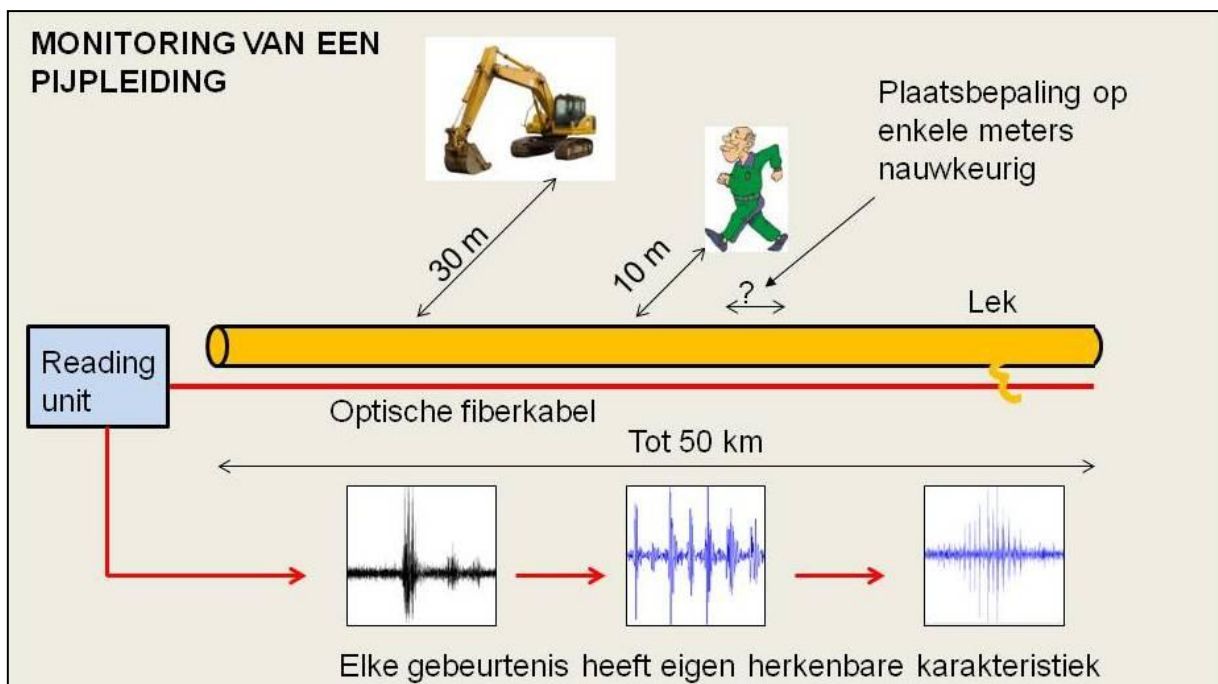 MONITORING VAN EEN
PIJPLEIDING
Plaatsbepaling op
enkele meters
nauwkeurig
30 m
10 m
?
Lek
Reading
unit
Optische fiberkabel
Tot 50 km
Elke gebeurtenis heeft eigen herkenbare karakteristiek